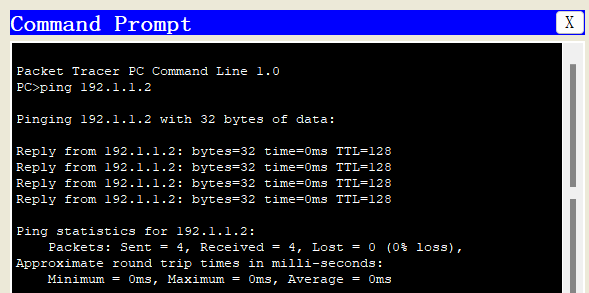 Command Prompt
X
Packet Tracer PC Command Line 1.0
PC>ping 192.1.1.2
Pinging 192.1.1.2 with 32 bytes of data:
Reply from 192.1.1.2: bytes=32 time=0ms TTL=128
Reply from 192.1.1.2: bytes=32 time=0ms TTL=128
Reply from 192.1.1.2: bytes=32 time=0ms TTL=128
Reply from 192.1.1.2: bytes=32 time=0ms TTL=128
Ping statistics for 192.1.1.2:
Packets: Sent = 4, Received = 4, Lost = 0 (0% loss),
Approximate round trip times in milli-seconds:
Minimum = 0ms, Maximum = 0ms, Average = 0ms